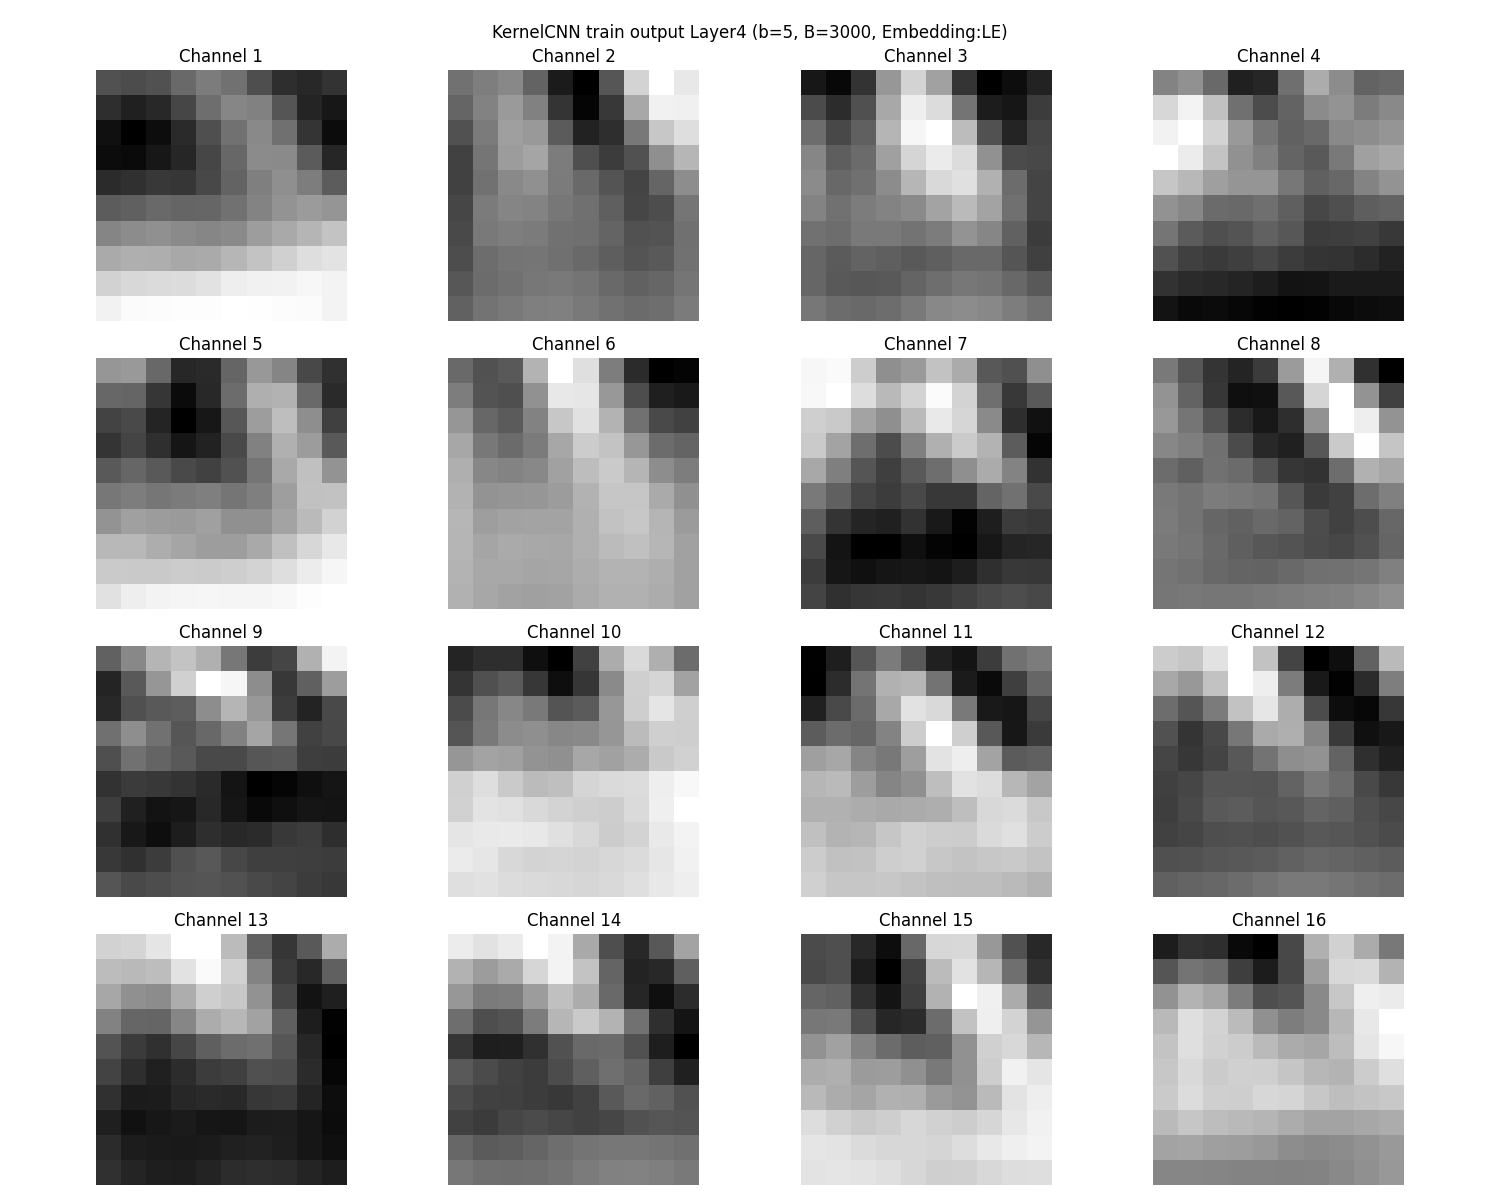 KernelCNN train output Layer4 (b=5, B=3000, Embedding:LE)
Channel 1
Channel 2
Channel 3
Channel 4
Channel 5
Channel 6
Channel 7
Channel 8
Channel 9
Channel 10
Channel 11
Channel 12
Channel 13
Channel 14
Channel 15
Channel 16